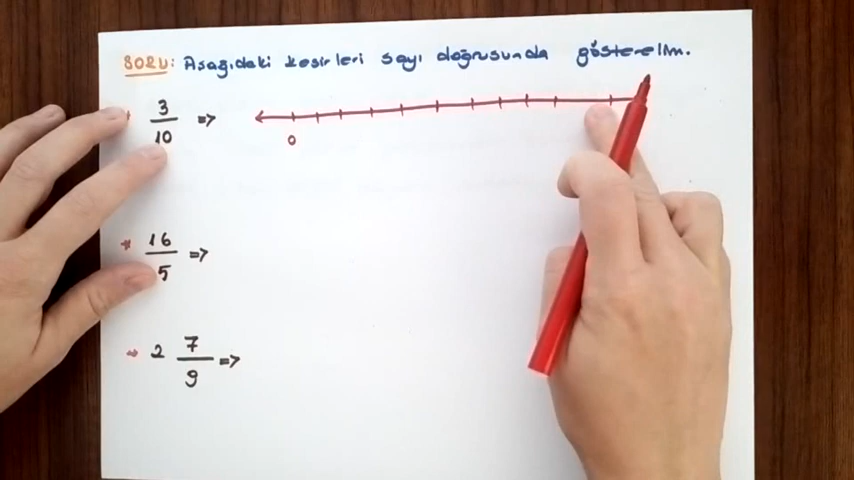 SORU: Aşağıdaki kesirleri sayı doğrusunda gösterelim.
3/10 =>
0
* 16/5 =>
* 2 7/9 =>